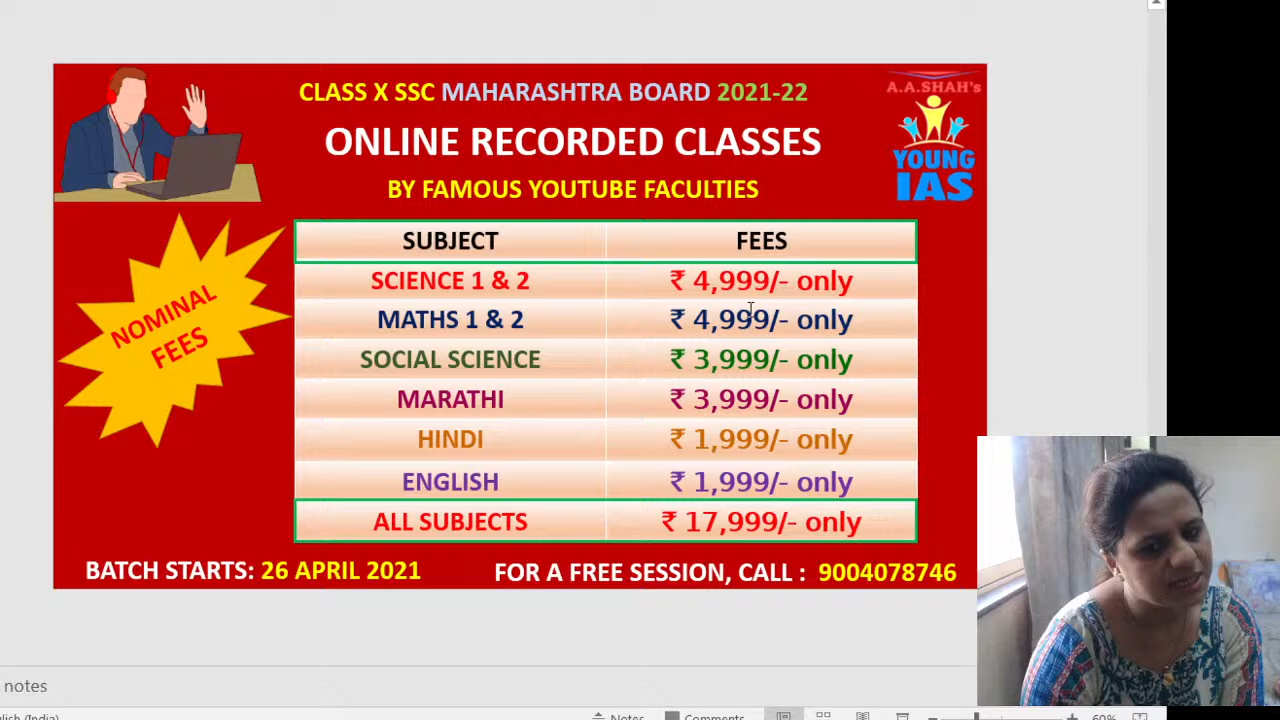 CLASS X SSC MAHARASHTRA BOARD 2021-22
A.A.SHAH's
ONLINE RECORDED CLASSES
YOUNG
IAS
BY FAMOUS YOUTUBE FACULTIES
NOMINAL
FEES
SUBJECT FEES
SCIENCE 1 & 2 ₹ 4,999/- only
MATHS 1 & 2 ₹ 4,999/- only
SOCIAL SCIENCE ₹ 3,999/- only
MARATHI ₹ 3,999/- only
HINDI ₹ 1,999/- only
ENGLISH ₹ 1,999/- only
ALL SUBJECTS ₹ 17,999/- only
BATCH STARTS: 26 APRIL 2021
FOR A FREE SESSION, CALL : 9004078746
notes
glish (India) Notes Comments 60%